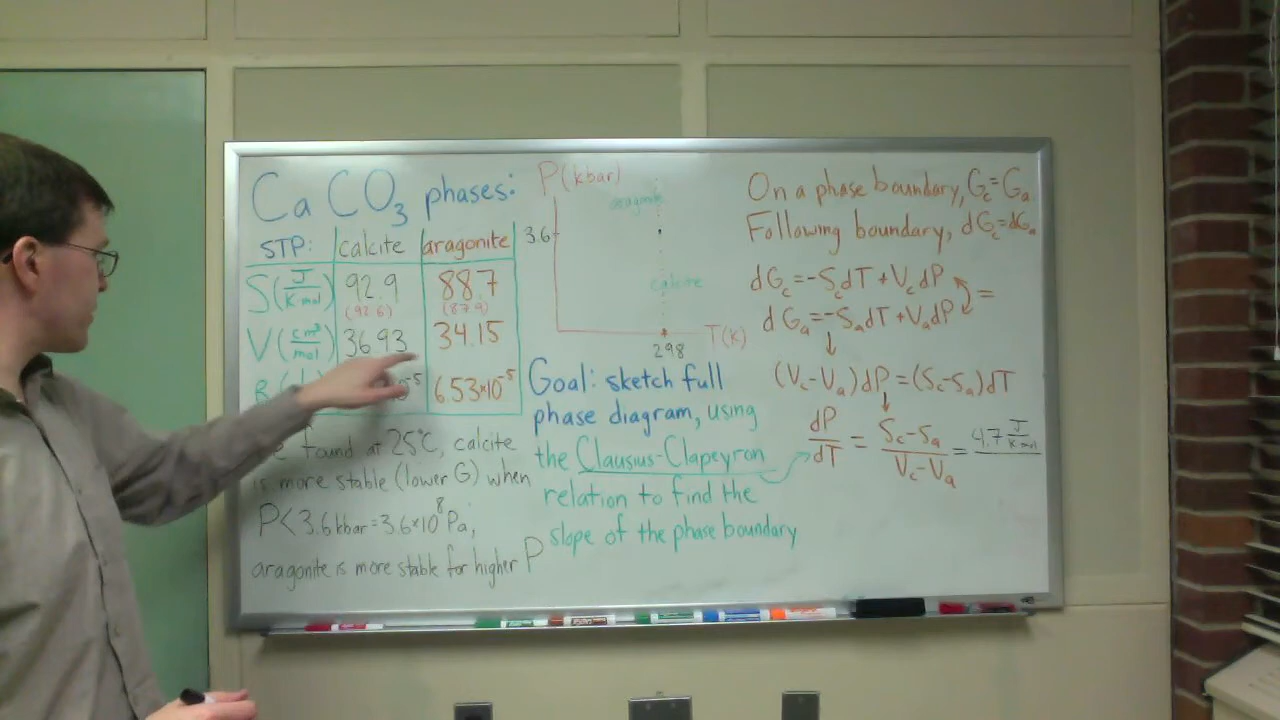 CaCO3 phases:
STP: calcite aragonite
S(J/K mol) 92.9 88.7
(92.6) (87.9)
V(cm³/mol) 36.93 34.15
10⁻⁵ 6.53×10⁻⁵
found at 25°C, calcite
is more stable (lower G) when
P<3.6 kbar=3.6×10⁸ Pa;
aragonite is more stable for higher P
P(kbar)
aragonite
3.6
calcite
T(K)
298
Goal: sketch full
phase diagram, using
the Clausius-Clapeyron
relation to find the
slope of the phase boundary
On a phase boundary, Gc=Ga
Following boundary, dGc=dGa
dGc=-ScdT+VcdP
=
dGa=-SadT+VadP
(Vc-Va)dP=(Sc-Sa)dT
dP/dT = (Sc-Sa)/(Vc-Va) = 4.7 J/K mol